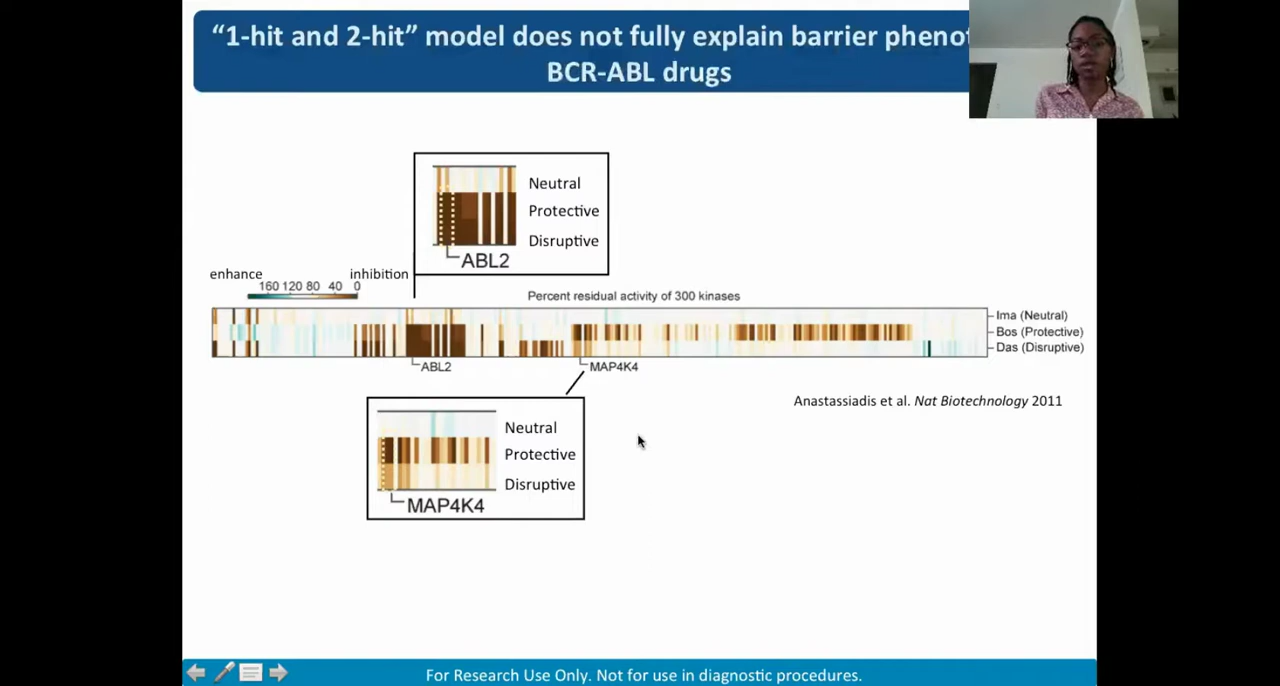 “1-hit and 2-hit” model does not fully explain barrier
BCR-ABL drugs
Neutral
Protective
Disruptive
ABL2
enhance
inhibition
160 120 80 40 0
Percent residual activity of 300 kinases
Ima (Neutral)
Bos (Protective)
Das (Disruptive)
ABL2
MAP4K4
Anastassiadis et al. Nat Biotechnology 2011
Neutral
Protective
Disruptive
MAP4K4
For Research Use Only. Not for use in diagnostic procedures.